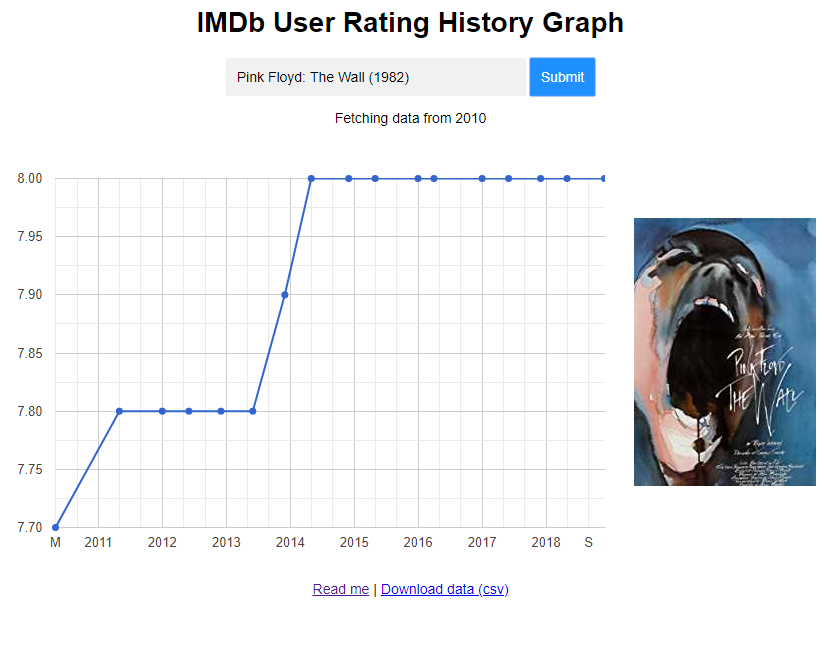 IMDb User Rating History Graph
Pink Floyd: The Wall (1982)
Submit
Fetching data from 2010
8.00
7.95
7.90
7.85
7.80
7.75
7.70
M 2011 2012 2013 2014 2015 2016 2017 2018 S
PINK FLOYD
THE WALL
Read me | Download data (csv)